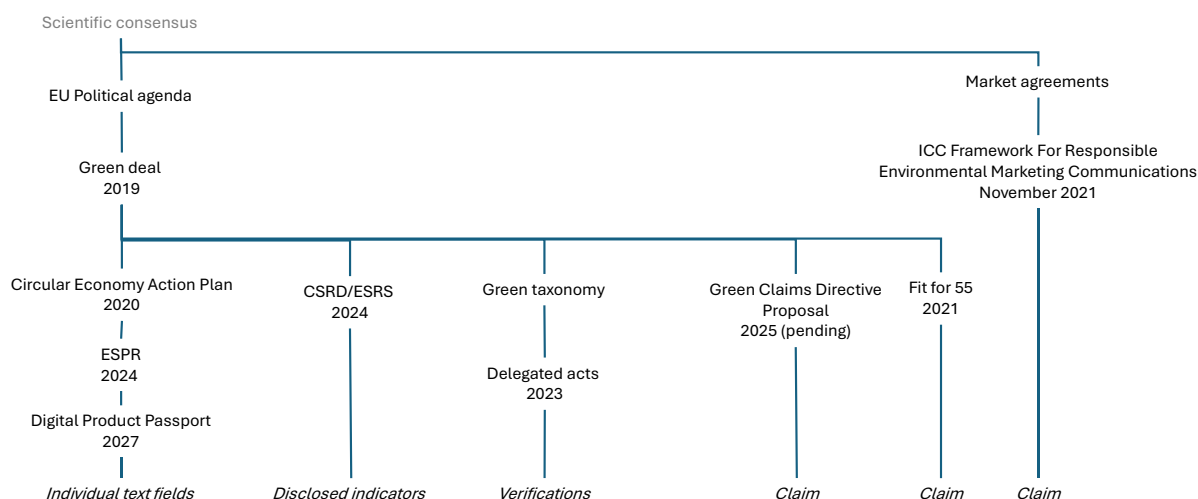 Scientific consensus
EU Political agenda
Market agreements
Green deal
2019
ICC Framework For Responsible
Environmental Marketing Communications
November 2021
Circular Economy Action Plan
2020
CSRD/ESRS
2024
Green taxonomy
Green Claims Directive
Proposal
2025 (pending)
Fit for 55
2021
ESPR
2024
Delegated acts
2023
Digital Product Passport
2027
Individual text fields
Disclosed indicators
Verifications
Claim
Claim
Claim